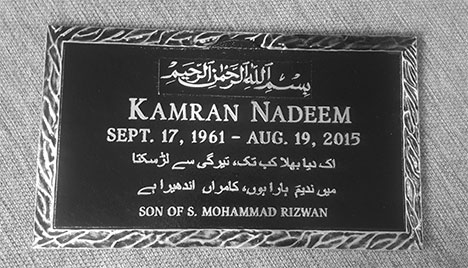 بسم الله الرحمن الرحيم
KAMRAN NADEEM
SEPT. 17, 1961 – AUG. 19, 2015
اک دیا بھلا کب تک، تیرگی سے لڑ سکتا
میں ندیم ہارا ہوں، کامراں اندھیرا ہے
SON OF S. MOHAMMAD RIZWAN